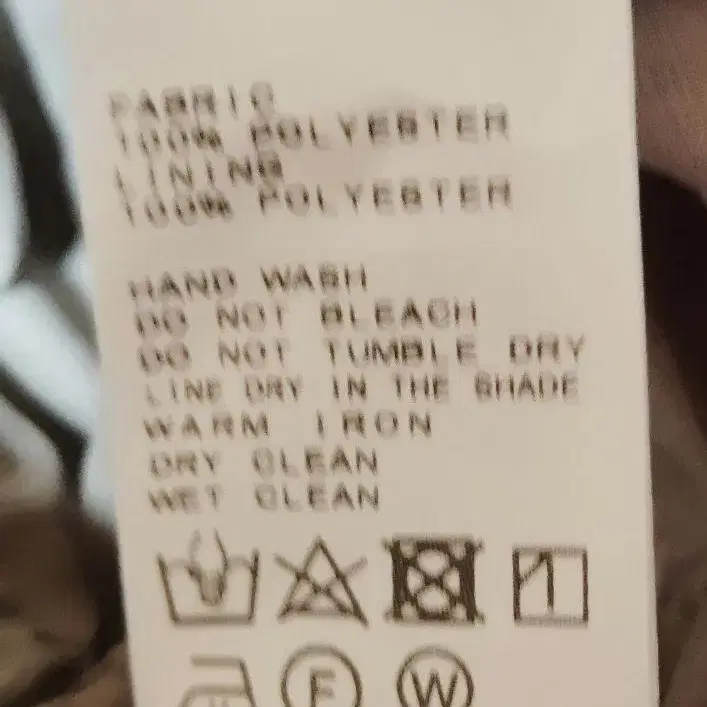 FABRIC
100% POLYESTER
LINING
100% POLYESTER
HAND WASH
DO NOT BLEACH
DO NOT TUMBLE DRY
LINE DRY IN THE SHADE
WARM IRON
DRY CLEAN
WET CLEAN
F W